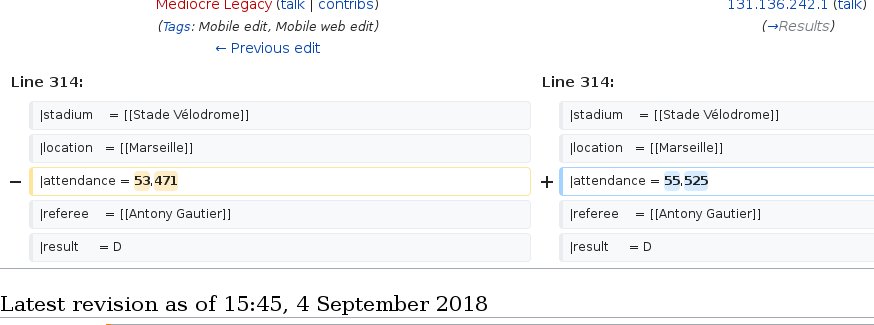 Mediocre Legacy (talk | contribs)
(Tags: Mobile edit, Mobile web edit)
← Previous edit
131.136.242.1 (talk)
(→Results)
Line 314:
Line 314:
|stadium = [[Stade Vélodrome]]
|stadium = [[Stade Vélodrome]]
|location = [[Marseille]]
|location = [[Marseille]]
− |attendance = 53,471
+ |attendance = 55,525
|referee = [[Antony Gautier]]
|referee = [[Antony Gautier]]
|result = D
|result = D
Latest revision as of 15:45, 4 September 2018